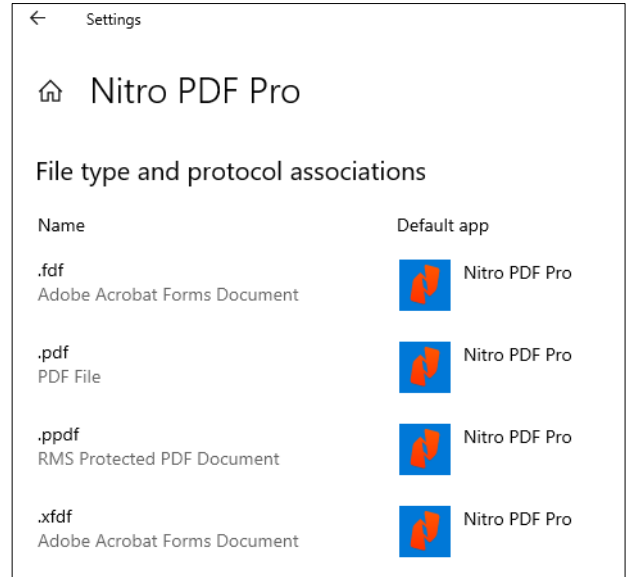 Settings
Nitro PDF Pro
File type and protocol associations
Name Default app
.fdf Nitro PDF Pro
Adobe Acrobat Forms Document
.pdf Nitro PDF Pro
PDF File
.ppdf Nitro PDF Pro
RMS Protected PDF Document
.xfdf Nitro PDF Pro
Adobe Acrobat Forms Document